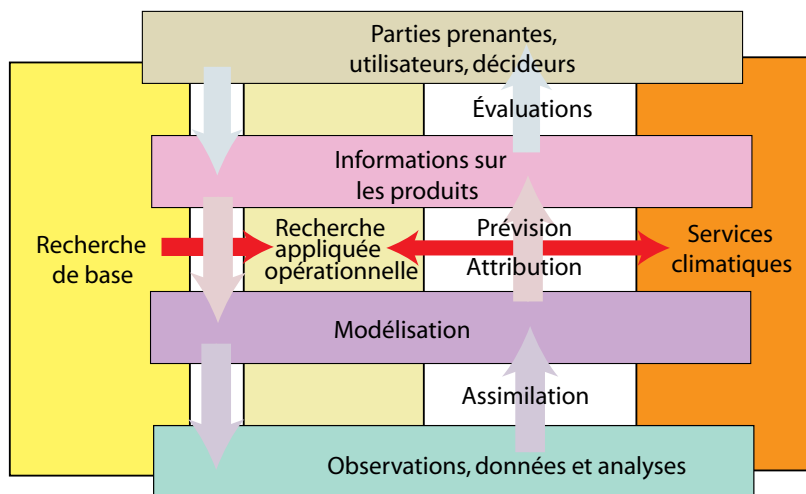 Parties prenantes,
utilisateurs, décideurs
Évaluations
Informations sur
les produits
Recherche
de base
Recherche
appliquée
opérationnelle
Prévision
Attribution
Services
climatiques
Modélisation
Assimilation
Observations, données et analyses